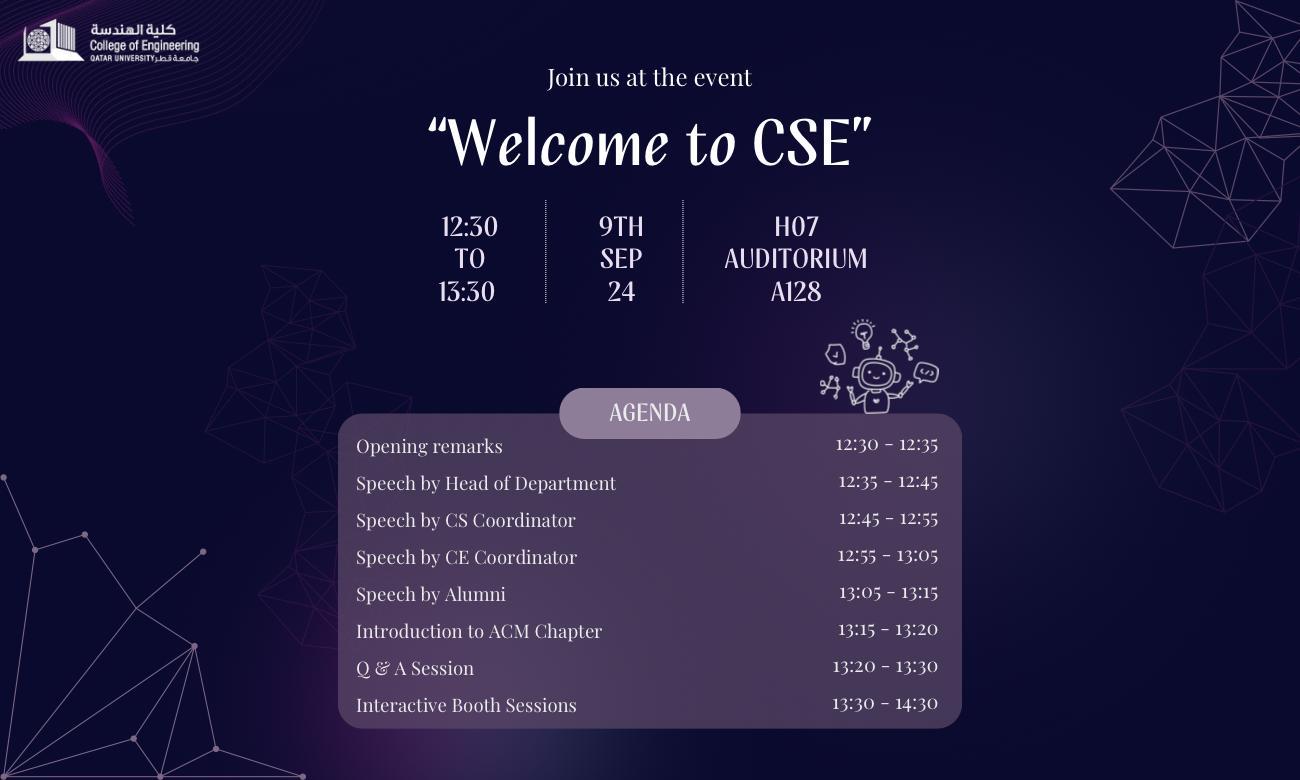 كلية الهندسة
College of Engineering
QATAR UNIVERSITY جامعة قطر
Join us at the event
“Welcome to CSE”
12:30
TO
13:30
9TH
SEP
24
H07
AUDITORIUM
A128
AGENDA
Opening remarks 12:30 - 12:35
Speech by Head of Department 12:35 - 12:45
Speech by CS Coordinator 12:45 - 12:55
Speech by CE Coordinator 12:55 - 13:05
Speech by Alumni 13:05 - 13:15
Introduction to ACM Chapter 13:15 - 13:20
Q & A Session 13:20 - 13:30
Interactive Booth Sessions 13:30 - 14:30